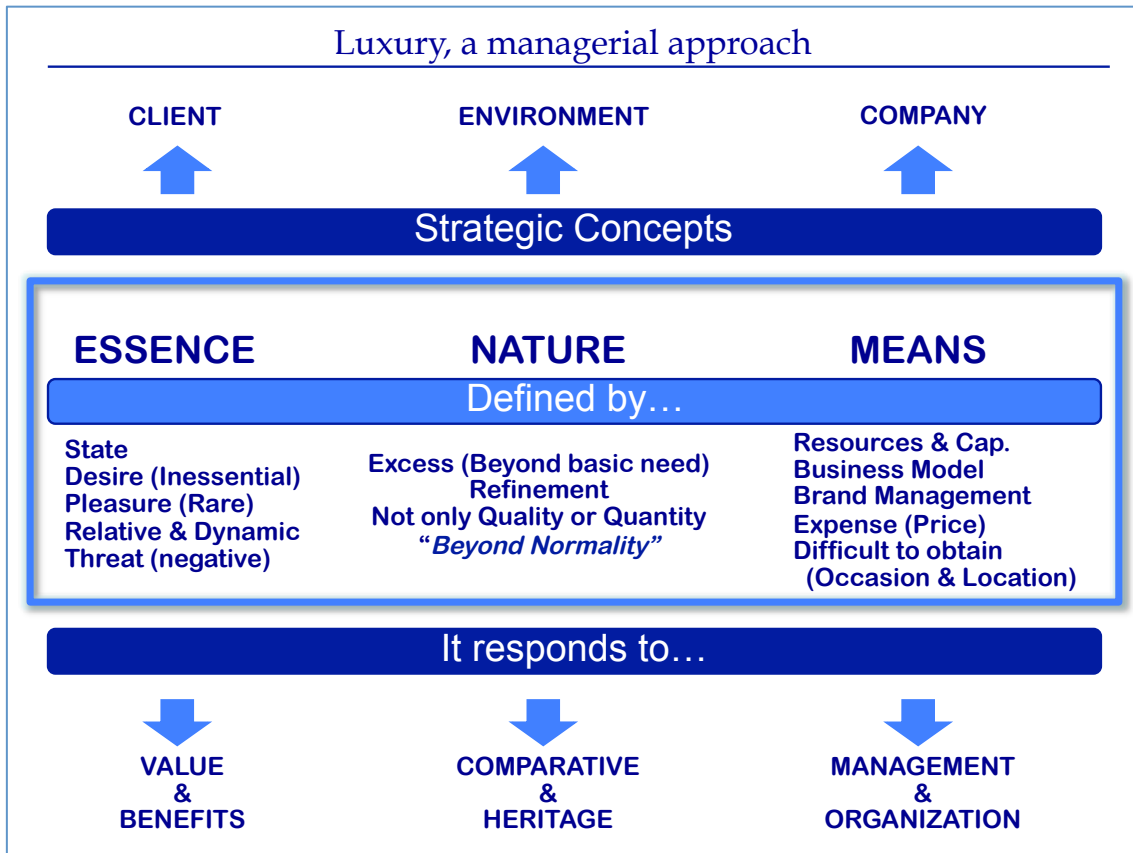 Luxury, a managerial approach
CLIENT
ENVIRONMENT
COMPANY
Strategic Concepts
ESSENCE
NATURE
MEANS
Defined by…
State
Desire (Inessential)
Pleasure (Rare)
Relative & Dynamic
Threat (negative)
Excess (Beyond basic need)
Refinement
Not only Quality or Quantity
“Beyond Normality”
Resources & Cap.
Business Model
Brand Management
Expense (Price)
Difficult to obtain
(Occasion & Location)
It responds to…
VALUE
&
BENEFITS
COMPARATIVE
&
HERITAGE
MANAGEMENT
&
ORGANIZATION